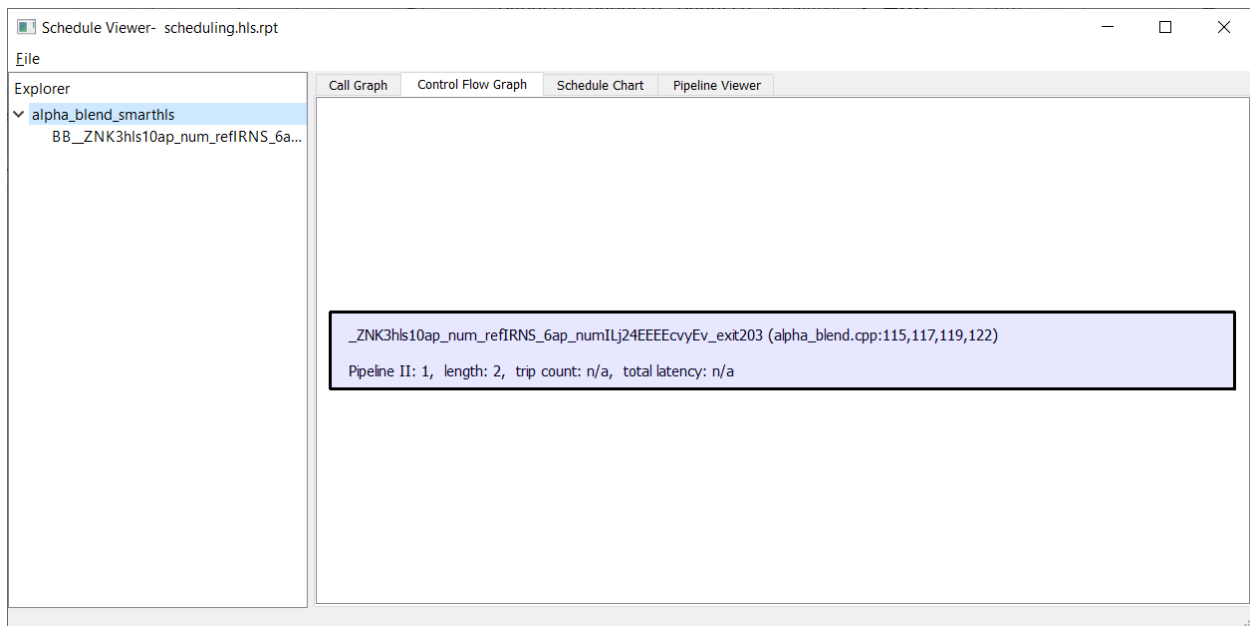 Schedule Viewer- scheduling.hls.rpt
File
Explorer
alpha_blend_smarthls
BB__ZNK3hls10ap_num_refIRNS_6a...
Call Graph Control Flow Graph Schedule Chart Pipeline Viewer
_ZNK3hls10ap_num_refIRNS_6ap_numILj24EEEEcvyEv_exit203 (alpha_blend.cpp:115,117,119,122)
Pipeline II: 1, length: 2, trip count: n/a, total latency: n/a